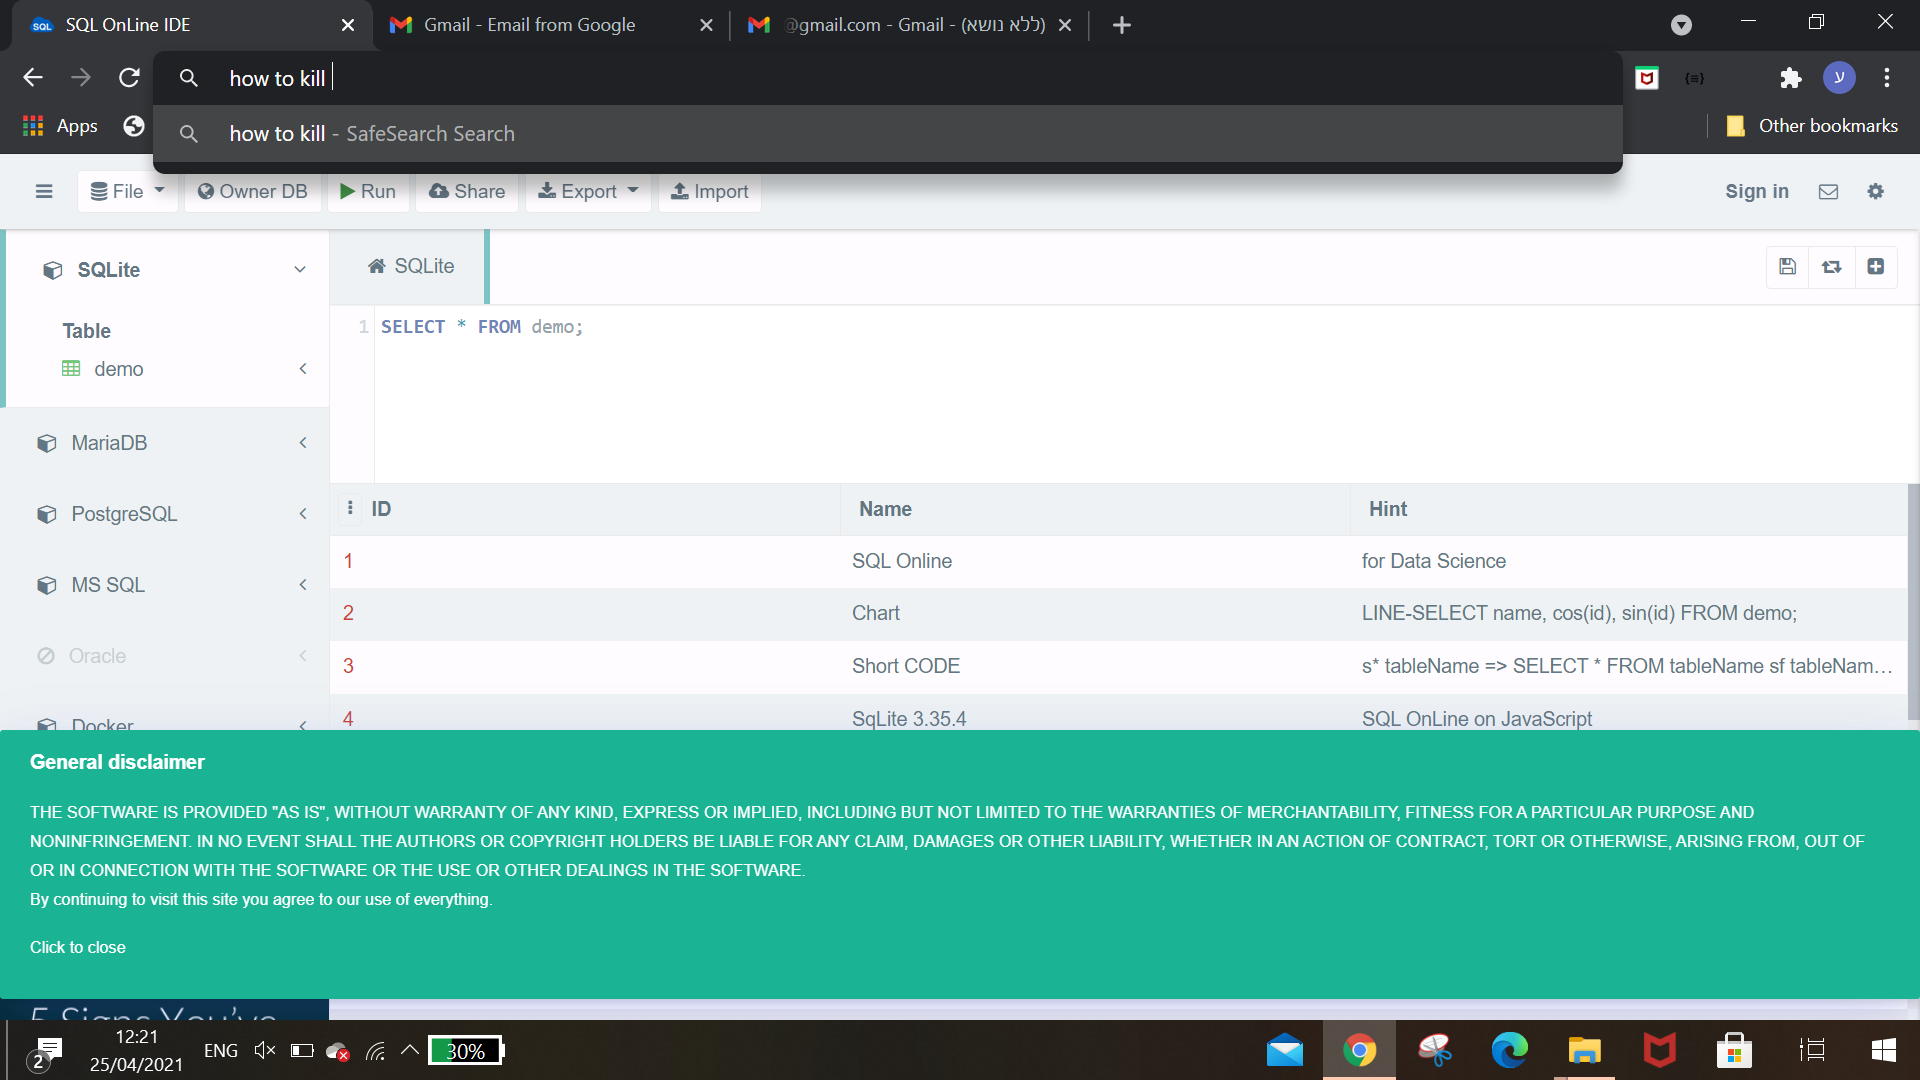 SQL OnLine IDE
Gmail - Email from Google
@gmail.com - Gmail - (ללא נושא)
how to kill
how to kill - SafeSearch Search
ע
Apps
Other bookmarks
File
Owner DB
Run
Share
Export
Import
Sign in
SQLite
SQLite
Table
demo
MariaDB
PostgreSQL
MS SQL
Oracle
Docker
1 SELECT * FROM demo;
ID Name Hint
1 SQL Online for Data Science
2 Chart LINE-SELECT name, cos(id), sin(id) FROM demo;
3 Short CODE s* tableName => SELECT * FROM tableName sf tableNam...
4 SqLite 3.35.4 SQL OnLine on JavaScript
General disclaimer
THE SOFTWARE IS PROVIDED "AS IS", WITHOUT WARRANTY OF ANY KIND, EXPRESS OR IMPLIED, INCLUDING BUT NOT LIMITED TO THE WARRANTIES OF MERCHANTABILITY, FITNESS FOR A PARTICULAR PURPOSE AND
NONINFRINGEMENT. IN NO EVENT SHALL THE AUTHORS OR COPYRIGHT HOLDERS BE LIABLE FOR ANY CLAIM, DAMAGES OR OTHER LIABILITY, WHETHER IN AN ACTION OF CONTRACT, TORT OR OTHERWISE, ARISING FROM, OUT OF
OR IN CONNECTION WITH THE SOFTWARE OR THE USE OR OTHER DEALINGS IN THE SOFTWARE.
By continuing to visit this site you agree to our use of everything.
Click to close
5 Signs You've
2
12:21
25/04/2021
ENG
30%